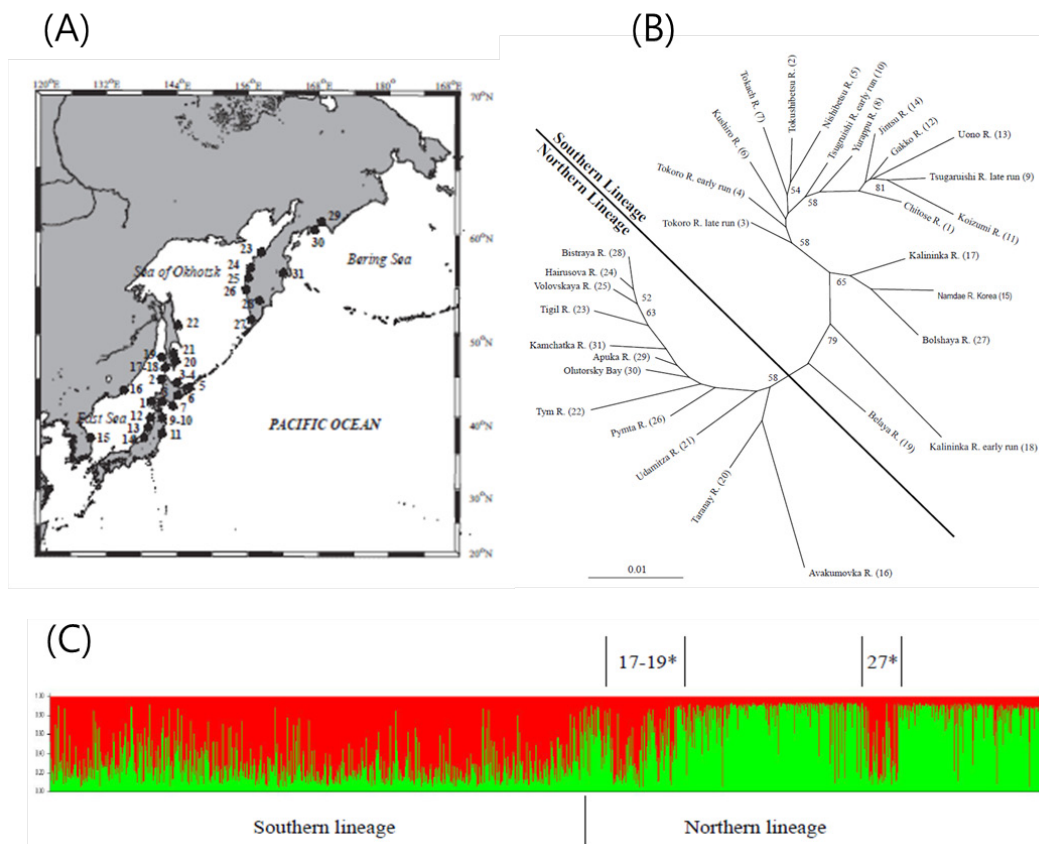 (A)
120°E 132°E 144°E 156°E 168°E 180°E 168°E
70°N
60°N
50°N
40°N
30°N
20°N
Sea of Okhotsk
Bering Sea
East Sea
PACIFIC OCEAN
29
30
23
24
25
26
31
28
27
22
19
21
17-18
20
2
3-4
5
16
1
6
7
12
9-10
13
15
14
11
(B)
Southern Lineage
Northern Lineage
Tokach R. (7)
Tokushibetsu R. (2)
Nishibetsu R. (5)
Tsugruishi R. early run (10)
Yurappu R. (8)
Jinnsu R. (14)
Gakko R. (12)
Uono R. (13)
Tsugaruishi R. late run (9)
Koizumi R. (11)
Chitose R. (1)
Kushiro R. (6)
Tokoro R. early run (4)
Tokoro R. late run (3)
54
58
81
58
Kalininka R. (17)
65
Namdae R. Korea (15)
Bolshaya R. (27)
79
Kalininka R. early run (18)
Belaya R. (19)
58
Bistraya R. (28)
Hairusova R. (24)
Volovskaya R. (25)
52
63
Tigil R. (23)
Kamchatka R. (31)
Apuka R. (29)
Olutorsky Bay (30)
Tym R. (22)
Pymta R. (26)
Udamitza R. (21)
Taranay R. (20)
Avakumovka R. (16)
0.01
(C)
17-19*
27*
Southern lineage
Northern lineage